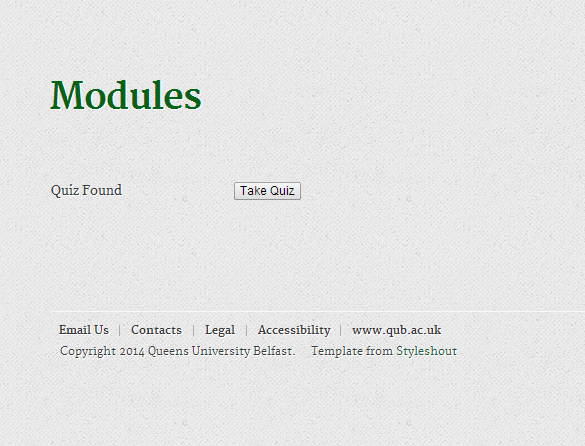 Modules
Quiz Found Take Quiz
Email Us | Contacts | Legal | Accessibility | www.qub.ac.uk
Copyright 2014 Queens University Belfast. Template from Styleshout